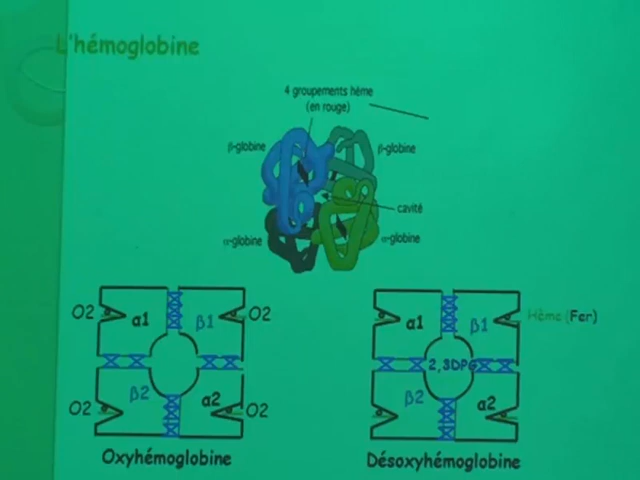 L'hémoglobine
4 groupements hème
(en rouge)
β-globine
β-globine
cavité
α-globine
α-globine
O2
α1
β1
O2
O2
β2
α2
O2
Oxyhémoglobine
α1
β1
Hème (Fer)
2,3DPG
β2
α2
Désoxyhémoglobine